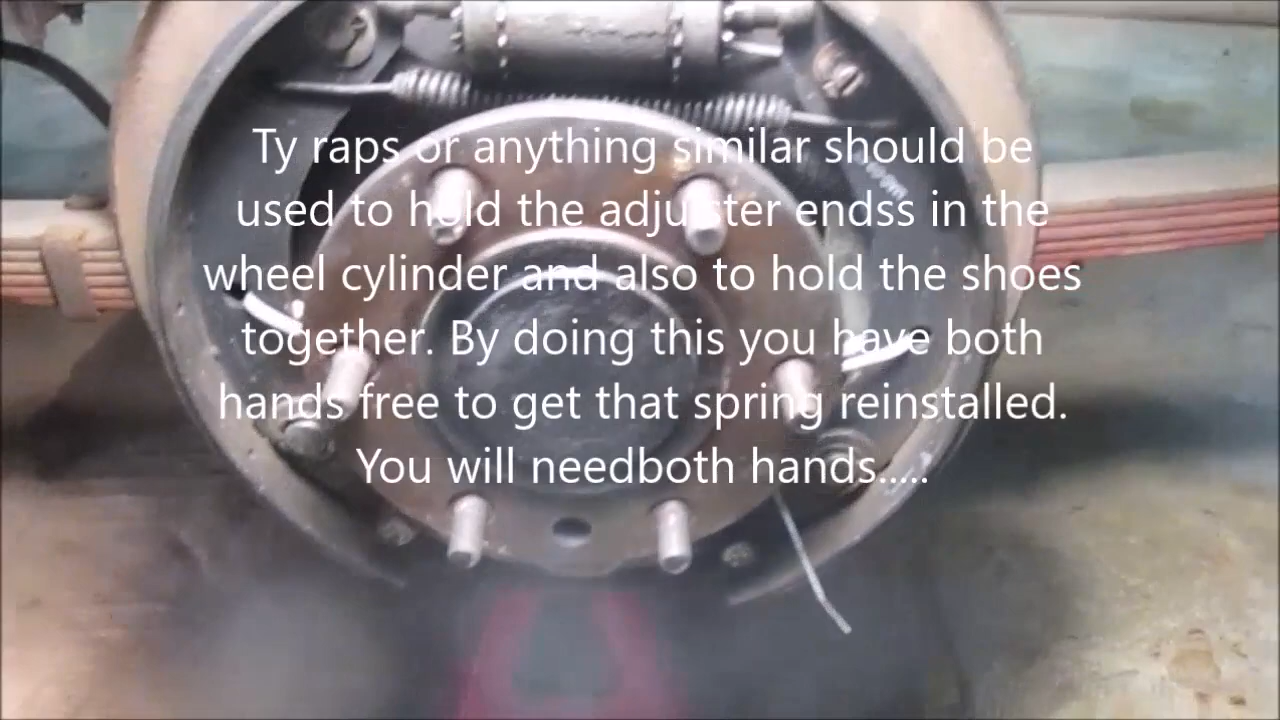 Ty raps or anything similar should be
used to hold the adjuister endss in the
wheel cylinder and also to hold the shoes
together. By doing this you have both
hands free to get that spring reinstalled.
You will needboth hands.....